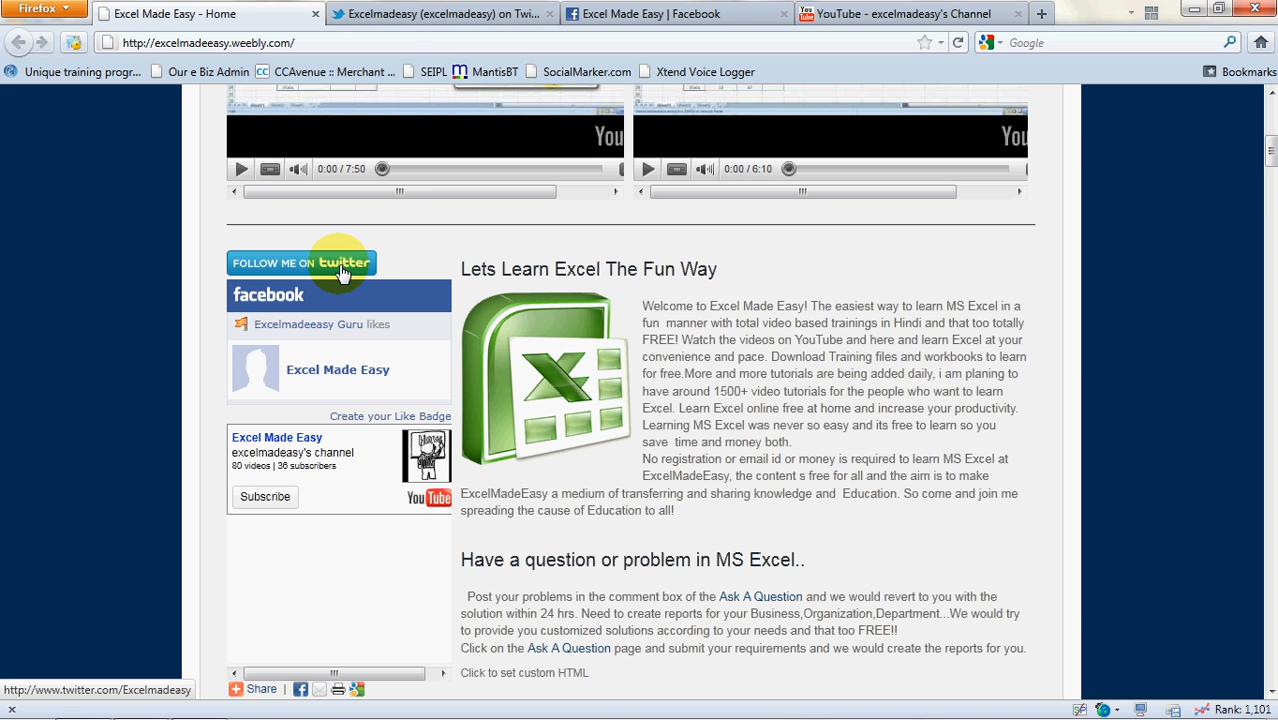 Firefox
Excel Made Easy - Home
Excelmadeasy (excelmadeasy) on Twi...
Excel Made Easy | Facebook
YouTube - excelmadeasy's Channel
http://excelmadeeasy.weebly.com/
Google
Unique training progr...
Our e Biz Admin
CCAvenue :: Merchant ...
SEIPL
MantisBT
SocialMarker.com
Xtend Voice Logger
Bookmarks
You
You
0:00 / 7:50
0:00 / 6:10
FOLLOW ME ON twitter
facebook
Excelmadeeasy Guru likes
Excel Made Easy
Create your Like Badge
Excel Made Easy
excelmadeasy's channel
80 videos | 36 subscribers
Subscribe
YouTube
Lets Learn Excel The Fun Way
Welcome to Excel Made Easy! The easiest way to learn MS Excel in a
fun manner with total video based trainings in Hindi and that too totally
FREE! Watch the videos on YouTube and here and learn Excel at your
convenience and pace. Download Training files and workbooks to learn
for free.More and more tutorials are being added daily, i am planing to
have around 1500+ video tutorials for the people who want to learn
Excel. Learn Excel online free at home and increase your productivity.
Learning MS Excel was never so easy and its free to learn so you
save time and money both.
No registration or email id or money is required to learn MS Excel at
ExcelMadeEasy, the content s free for all and the aim is to make
ExcelMadeEasy a medium of transferring and sharing knowledge and Education. So come and join me
spreading the cause of Education to all!
Have a question or problem in MS Excel..
Post your problems in the comment box of the Ask A Question and we would revert to you with the
solution within 24 hrs. Need to create reports for your Business,Organization,Department...We would try
to provide you customized solutions according to your needs and that too FREE!!
Click on the Ask A Question page and submit your requirements and we would create the reports for you.
Click to set custom HTML
Share
http://www.twitter.com/Excelmadeasy
Rank: 1,101